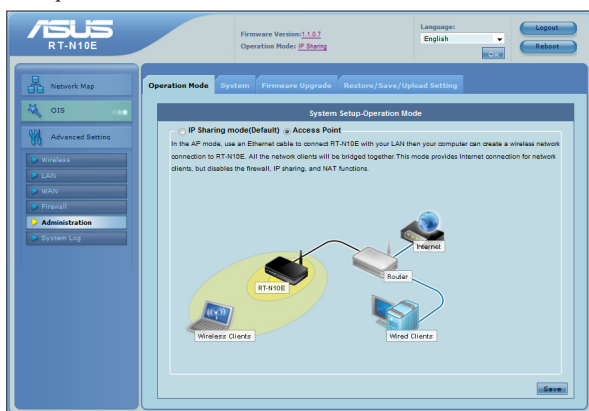 ASUS
RT-N10E
Firmware Version:1.1.0.7
Operation Mode: IP Sharing
Language:
English
OK
Logout
Reboot
Network Map
QIS
Advanced Setting
Wireless
LAN
WAN
Firewall
Administration
System Log
Operation Mode
System
Firmware Upgrade
Restore/Save/Upload Setting
System Setup-Operation Mode
IP Sharing mode(Default) Access Point
In the AP mode, use an Ethernet cable to connect RT-N10E with your LAN then your computer can create a wireless network
connection to RT-N10E. All the network clients will be bridged together.This mode provides Internet connection for network
clients, but disables the firewall, IP sharing, and NAT functions.
Internet
Router
RT-N10E
Wireless Clients
Wired Clients
Save